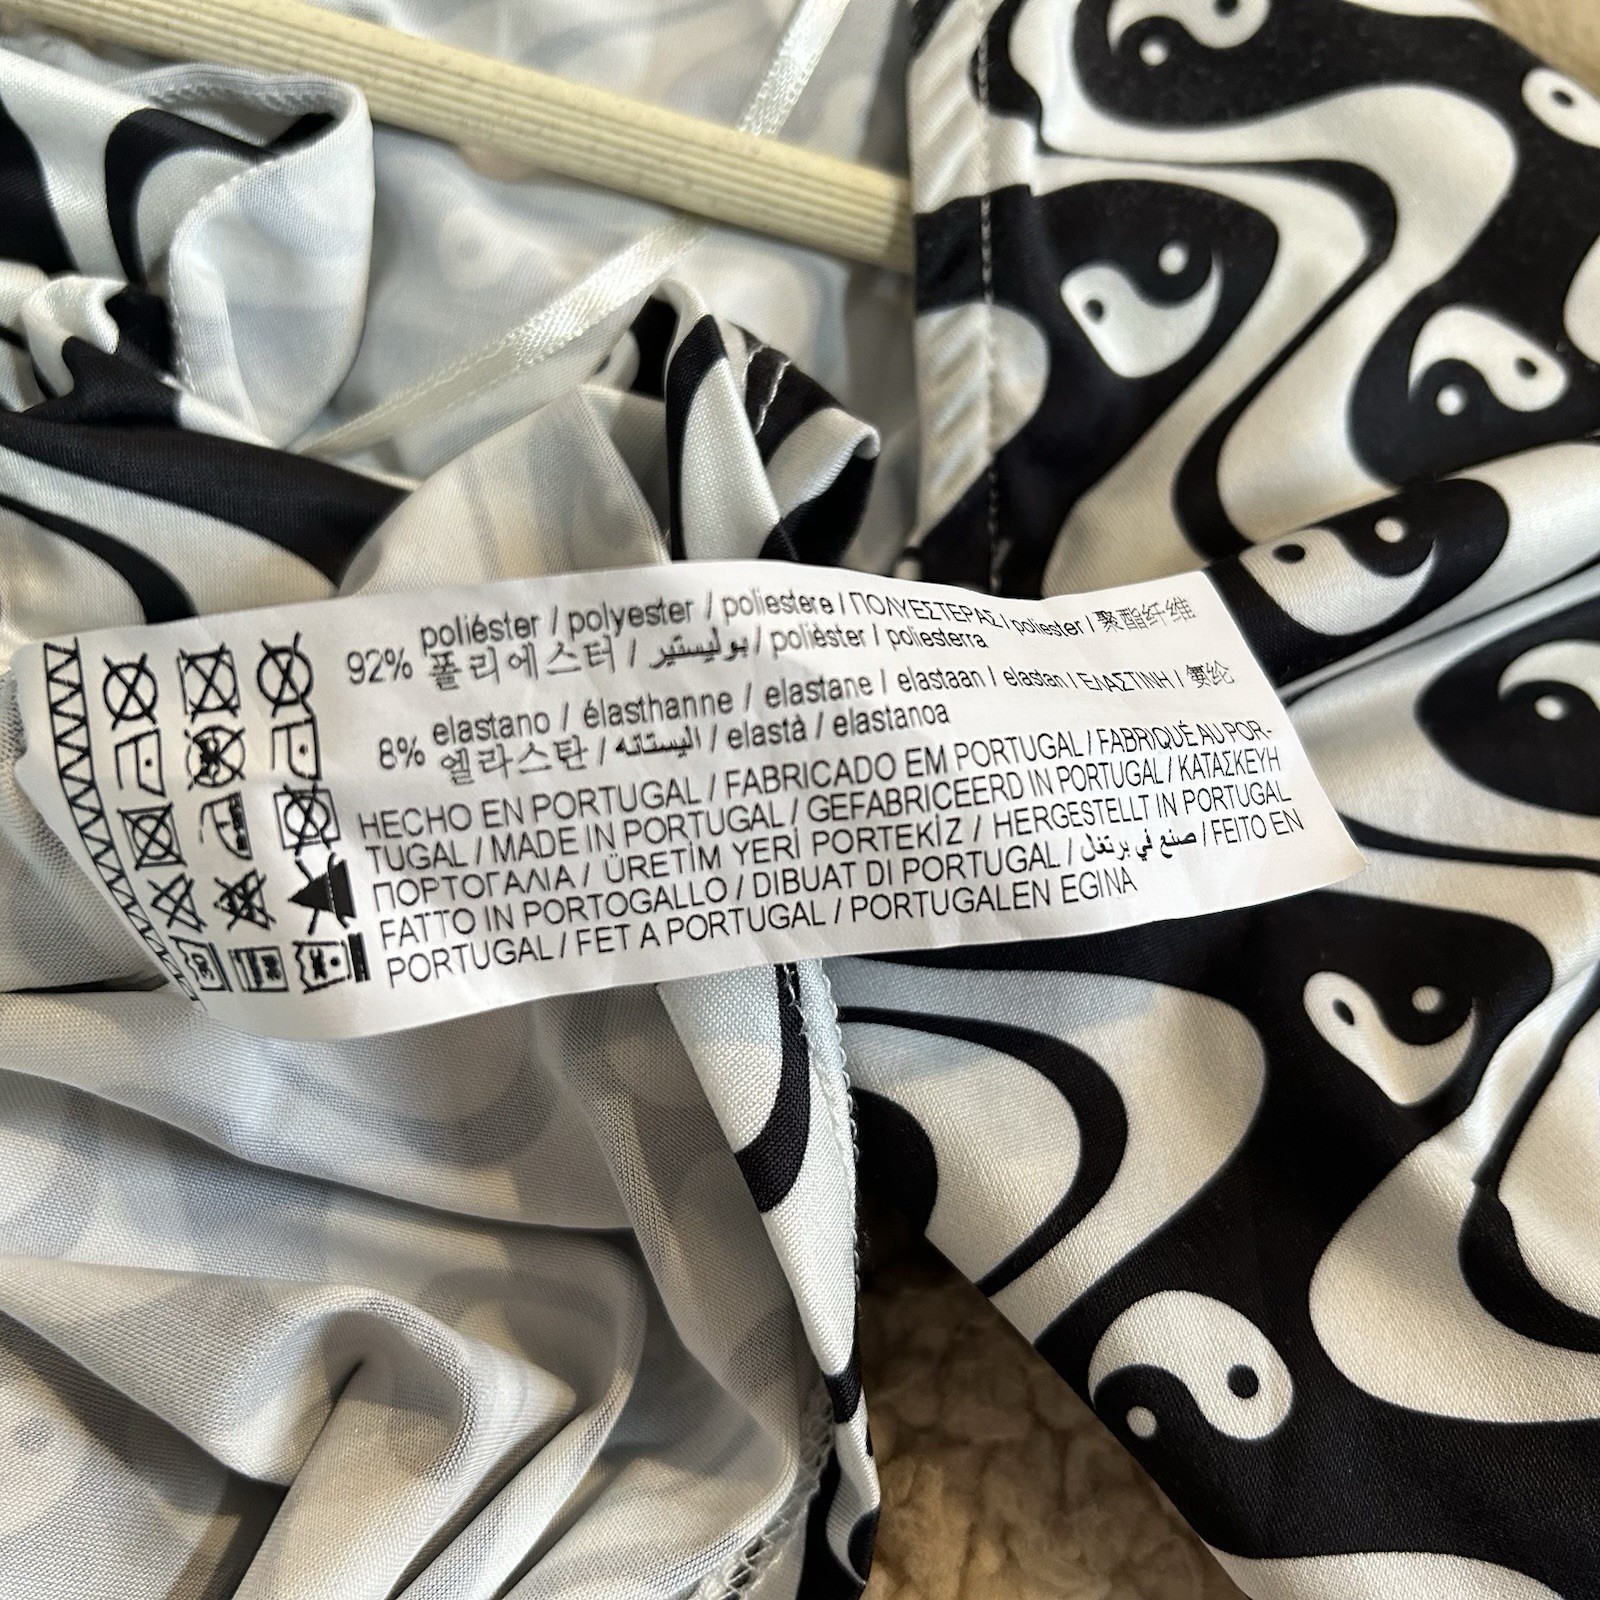 92% poliéster / polyester / poliestere / ΠΟΛΥΕΣΤΕΡΑΣ / poliester / 聚酯纤维
폴리에스터 / بوليستير / polièster / poliesterra
8% elastano / élasthanne / elastane / elastaan / elastan / ΕΛΑΣΤΙΝΗ / 氨纶
엘라스탄 / اليستانه / elastà / elastanoa
HECHO EN PORTUGAL / FABRICADO EM PORTUGAL / FABRIQUÉ AU POR-
TUGAL / MADE IN PORTUGAL / GEFABRICEERD IN PORTUGAL / ΚΑΤΑΣΚΕΥΗ
ΠΟΡΤΟΓΑΛΙΑ / ÜRETİM YERİ PORTEKİZ / HERGESTELLT IN PORTUGAL
FATTO IN PORTOGALLO / DIBUAT DI PORTUGAL / صنع في برتغل / FEITO EN
PORTUGAL / FET A PORTUGAL / PORTUGALEN EGINA